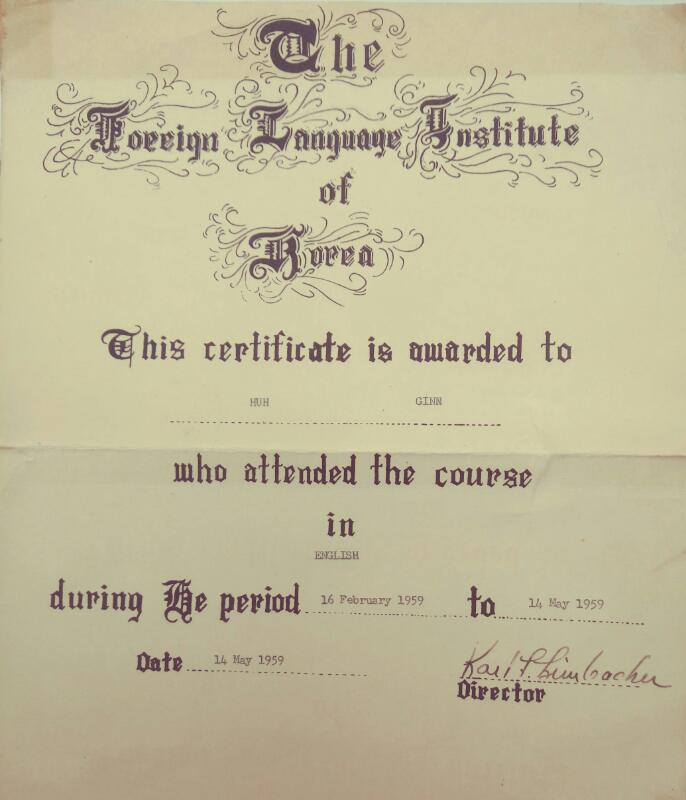 The
Foreign Language Institute
of
Korea
This certificate is awarded to
HUH GINN
who attended the course
in
ENGLISH
during the period 16 February 1959 to 14 May 1959
Date 14 May 1959
Director